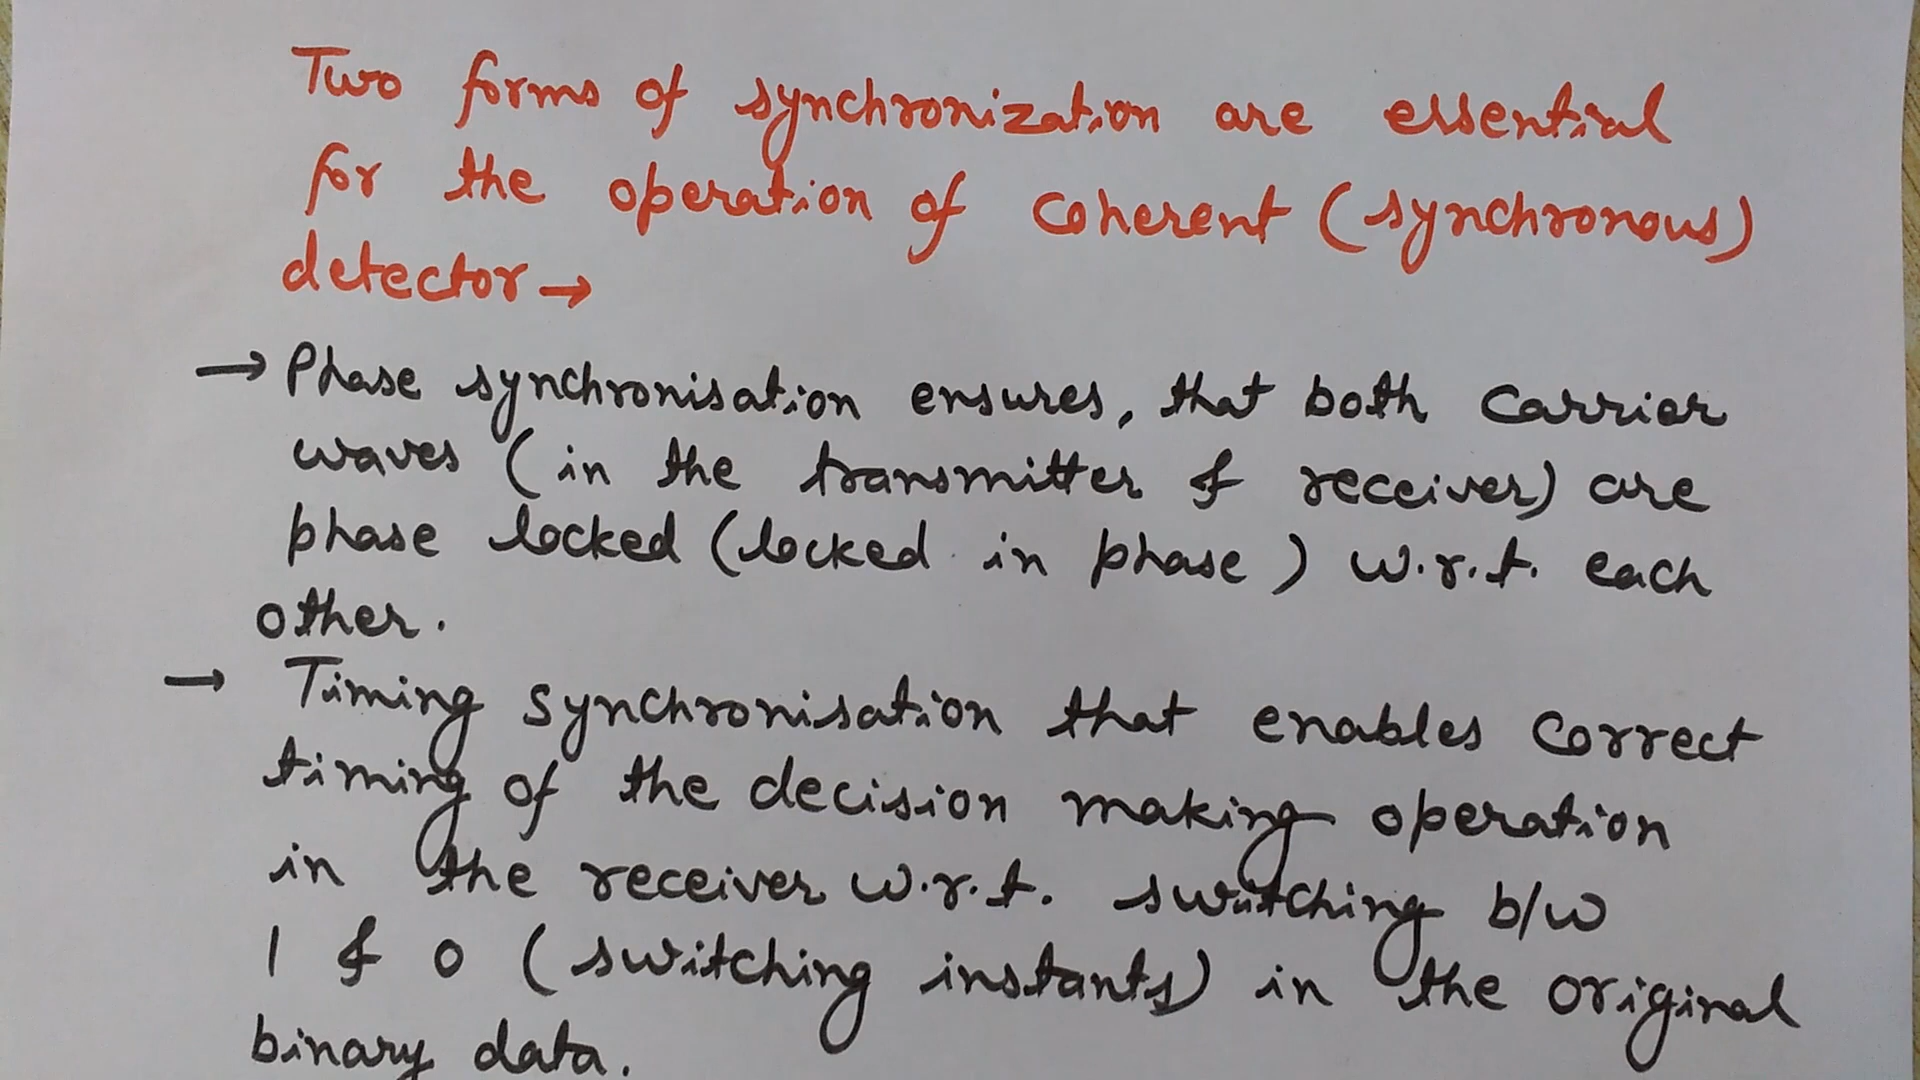 Two forms of synchronization are essential
for the operation of coherent (synchronous)
detector →
→ Phase synchronisation ensures, that both carrier
waves (in the transmitter & receiver) are
phase locked (locked in phase) w.r.t. each
other.
→ Timing synchronisation that enables correct
timing of the decision making operation
in the receiver w.r.t. switching b/w
1 & 0 (switching instants) in the original
binary data.